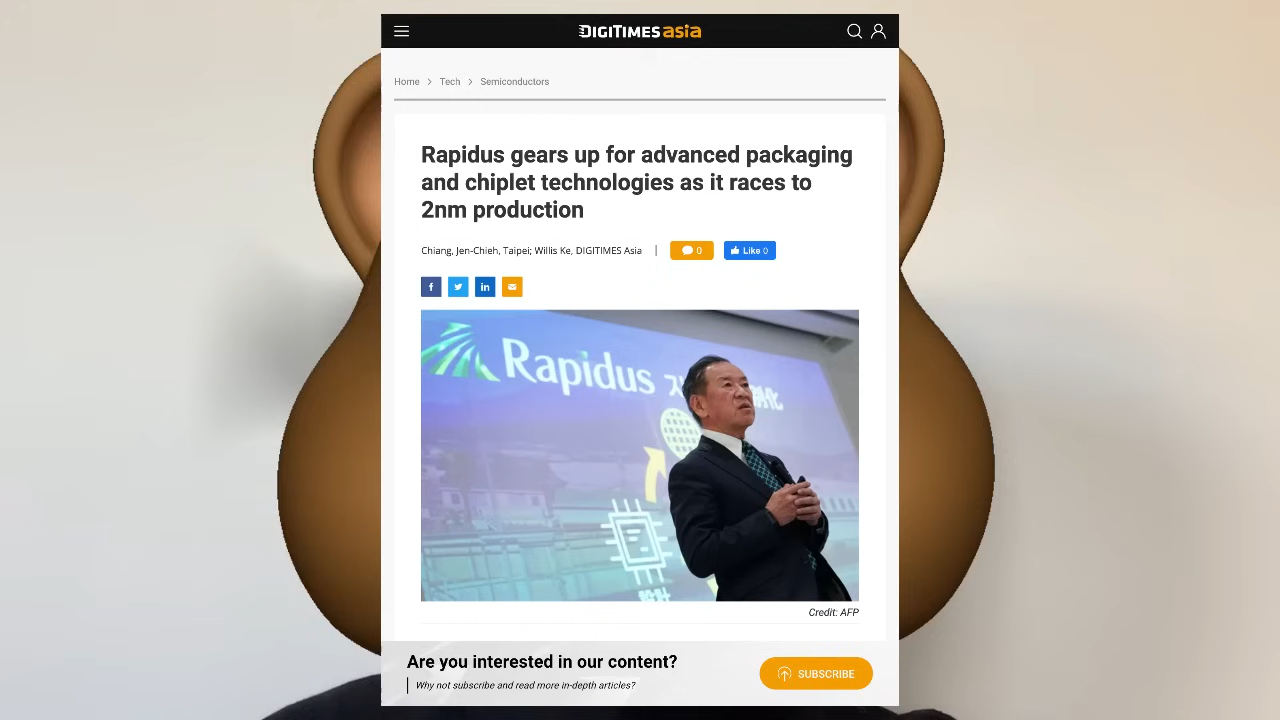 DIGITIMES asia
Home > Tech > Semiconductors
Rapidus gears up for advanced packaging
and chiplet technologies as it races to
2nm production
Chiang, Jen-Chieh, Taipei; Willis Ke, DIGITIMES Asia | 0 Like 0
Rapidus
Credit: AFP
Are you interested in our content?
Why not subscribe and read more in-depth articles?
SUBSCRIBE